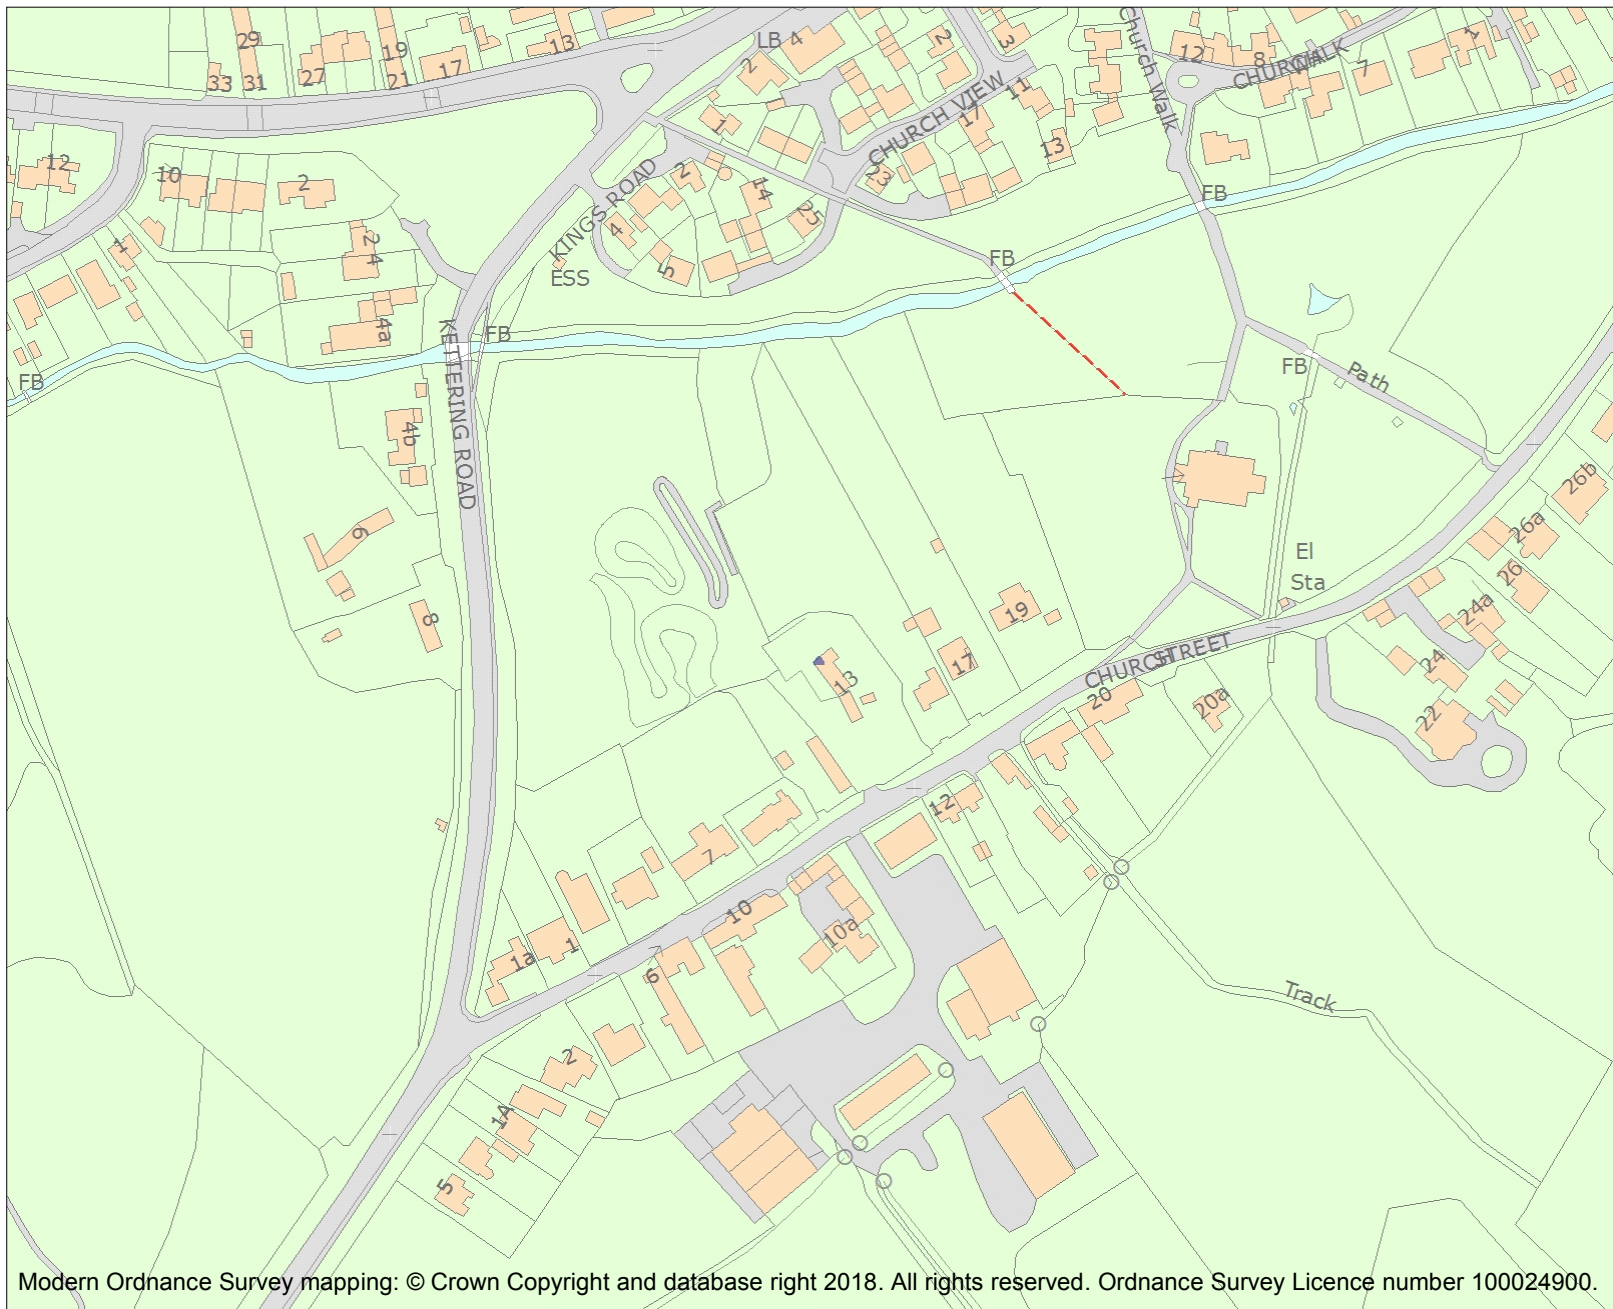 LB 4
2
3
13
29
19
17
27
21
33
31
2
12
8
CHURCH
WALK
7
1
Church Walk
CHURCH VIEW
11
17
13
23
1
12
10
2
KINGS ROAD
2
14
25
4
5
ESS
FB
FB
1
24
4a
FB
FB
FB
Path
KETTERING ROAD
4b
6
8
26b
26a
26
El
Sta
24a
24
22
19
17
13
CHURCH
STREET
20
20a
12
7
10
10a
1
1a
6
2
1A
5
Track
Modern Ordnance Survey mapping: © Crown Copyright and database right 2018. All rights reserved. Ordnance Survey Licence number 100024900.